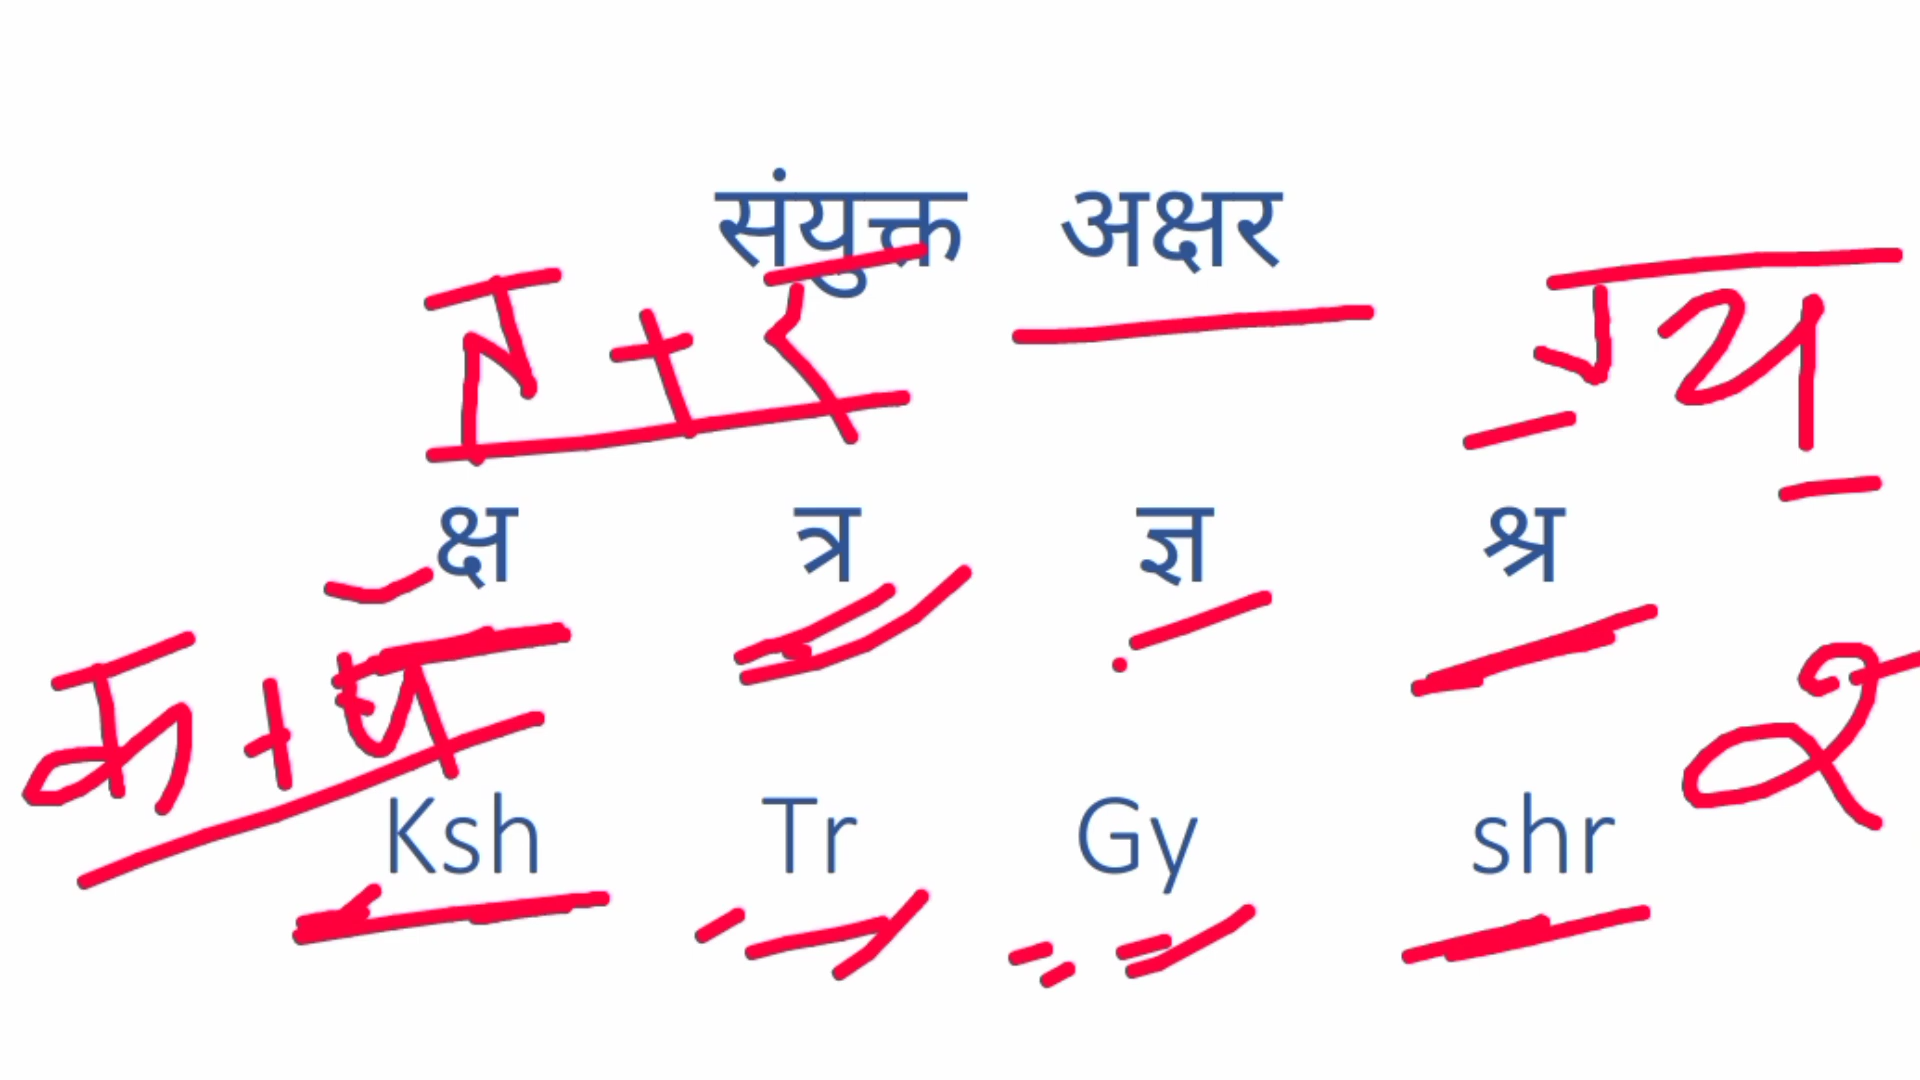 संयुक्त अक्षर
त + र
ग्य
क्ष त्र ज्ञ श्र
क + ष
Ksh Tr Gy shr